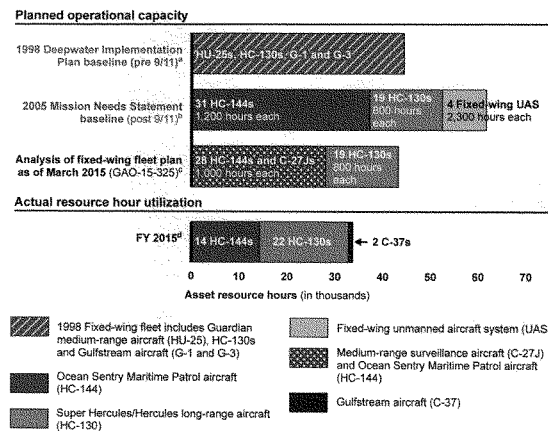 Planned operational capacity
1998 Deepwater Implementation
Plan baseline (pre 9/11)a
HU-25s, HC-130s, G-1 and G-3
2005 Mission Needs Statement
baseline (post 9/11)b
31 HC-144s
1,200 hours each
19 HC-130s
800 hours
each
4 Fixed-wing UAS
2,300 hours each
Analysis of fixed-wing fleet plan
as of March 2015 (GAO-15-325)c
28 HC-144s and C-27Js
1,000 hours each
19 HC-130s
800 hours
each
Actual resource hour utilization
FY 2015d
14 HC-144s
22 HC-130s
2 C-37s
0 10 20 30 40 50 60 70
Asset resource hours (in thousands)
1998 Fixed-wing fleet includes Guardian
medium-range aircraft (HU-25), HC-130s
and Gulfstream aircraft (G-1 and G-3)
Ocean Sentry Maritime Patrol aircraft
(HC-144)
Super Hercules/Hercules long-range aircraft
(HC-130)
Fixed-wing unmanned aircraft system (UAS
Medium-range surveillance aircraft (C-27J)
and Ocean Sentry Maritime Patrol aircraft
(HC-144)
Gulfstream aircraft (C-37)